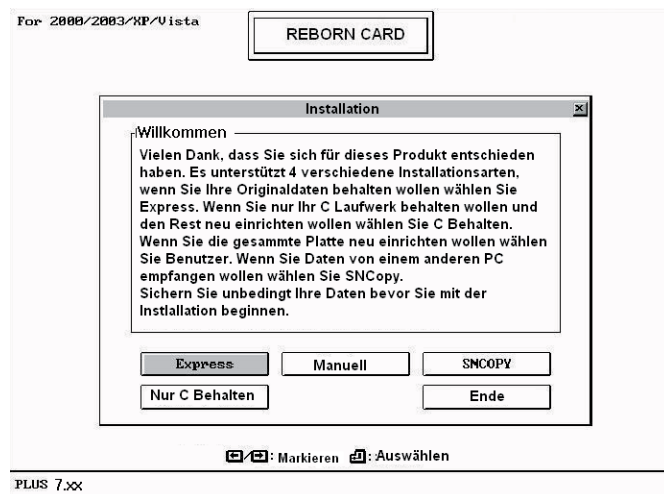 For 2000/2003/XP/Vista
REBORN CARD
Installation
Willkommen
Vielen Dank, dass Sie sich für dieses Produkt entschieden
haben. Es unterstützt 4 verschiedene Installationsarten,
wenn Sie Ihre Originaldaten behalten wollen wählen Sie
Express. Wenn Sie nur Ihr C Laufwerk behalten wollen und
den Rest neu einrichten wollen wählen Sie C Behalten.
Wenn Sie die gesammte Platte neu einrichten wollen wählen
Sie Benutzer. Wenn Sie Daten von einem anderen PC
empfangen wollen wählen Sie SNCopy.
Sichern Sie unbedingt Ihre Daten bevor Sie mit der
Instlallation beginnen.
Express Manuell SNCOPY
Nur C Behalten Ende
: Markieren : :Auswählen
PLUS 7.xx